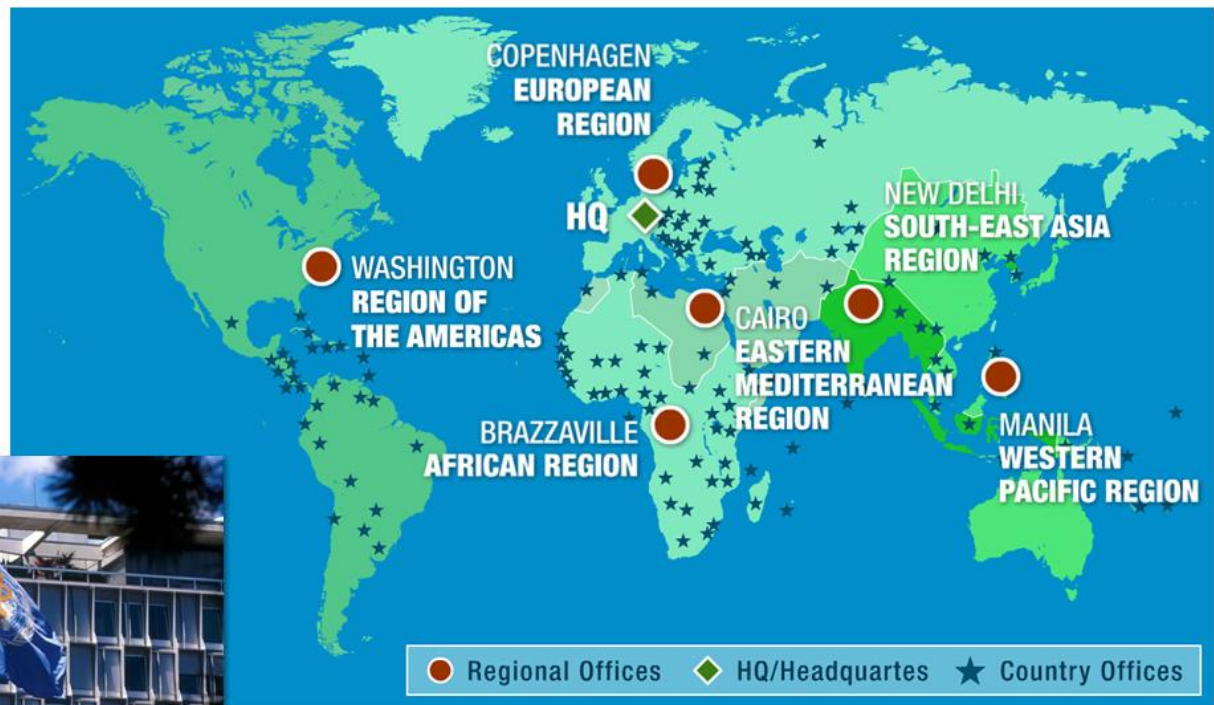 COPENHAGEN
EUROPEAN
REGION
HQ
NEW DELHI
SOUTH-EAST ASIA
REGION
WASHINGTON
REGION OF
THE AMERICAS
CAIRO
EASTERN
MEDITERRANEAN
REGION
BRAZZAVILLE
AFRICAN REGION
MANILA
WESTERN
PACIFIC REGION
Regional Offices
HQ/Headquartes
Country Offices